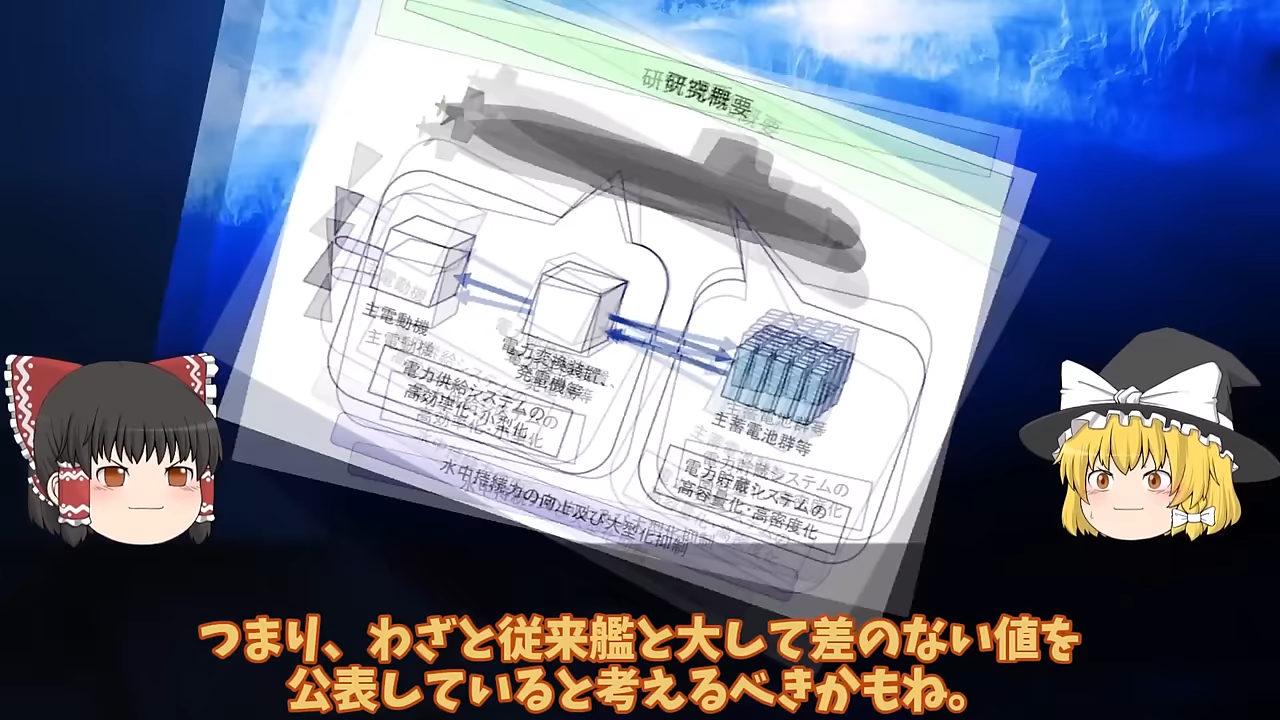 研究概要
主電動機
電力変換装置、
発電機等
電力供給システムの
高効率化・小型化
主蓄電池群等
電力貯蔵システムの
高容量化・高密度化
水中持続力の向上及び大型化抑制
つまり、わざと従来艦と大して差のない値を
公表していると考えるべきかもね。